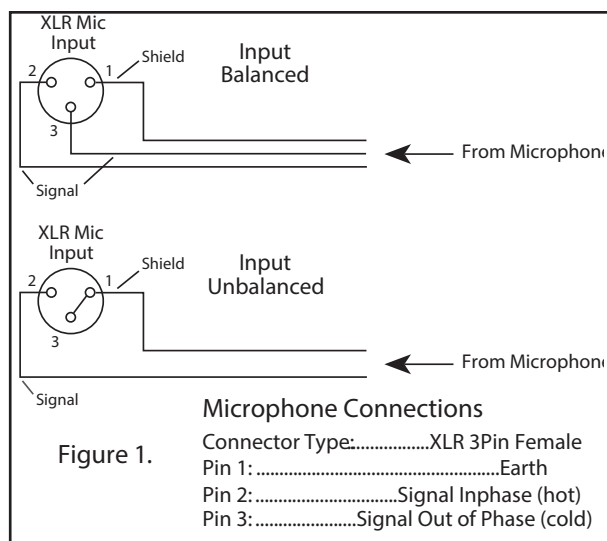 XLR Mic
Input
2
1
Shield
3
Signal
Input
Balanced
From Microphone
XLR Mic
Input
2
1
Shield
3
Signal
Input
Unbalanced
From Microphone
Microphone Connections
Figure 1.
Connector Type:.................XLR 3Pin Female
Pin 1: ..........................................................Earth
Pin 2: ..................................Signal Inphase (hot)
Pin 3: ........................Signal Out of Phase (cold)